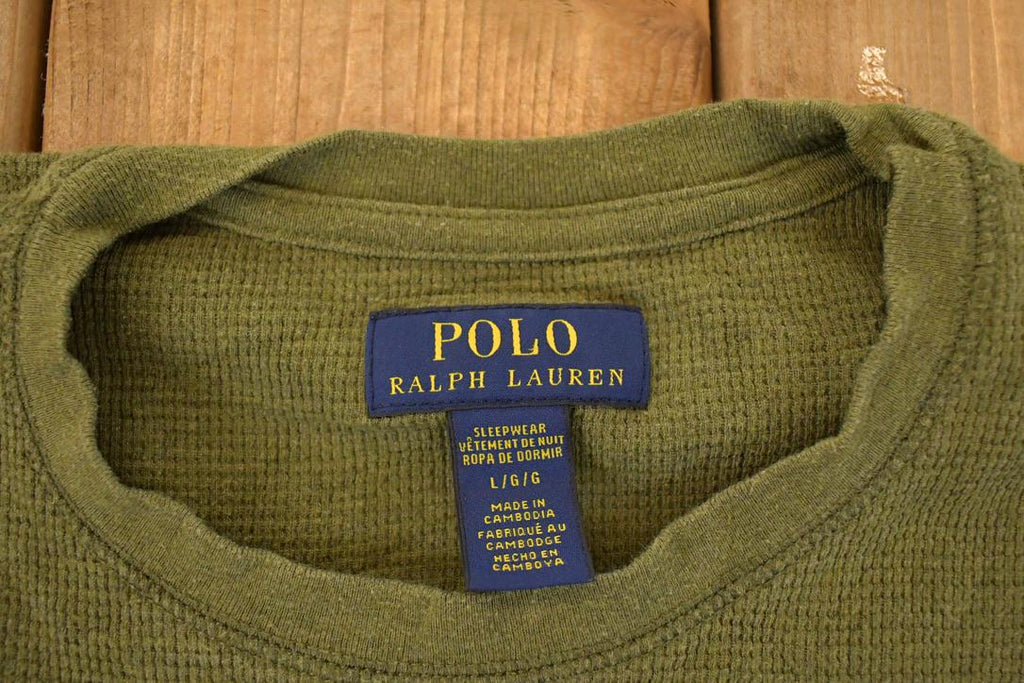 POLO
RALPH LAUREN
SLEEPWEAR
VÊTEMENT DE NUIT
ROPA DE DORMIR
L/G/G
MADE IN
CAMBODIA
FABRIQUÉ AU
CAMBODGE
HECHO EN
CAMBOYA